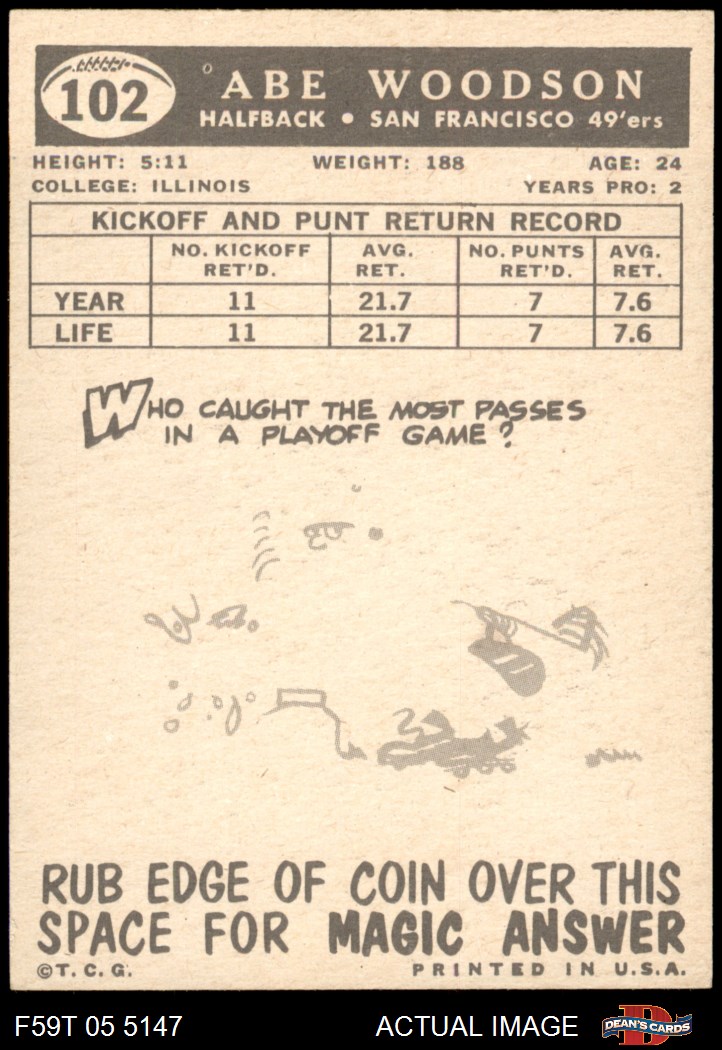 102
ABE WOODSON
HALFBACK • SAN FRANCISCO 49'ers
HEIGHT: 5:11 WEIGHT: 188 AGE: 24
COLLEGE: ILLINOIS YEARS PRO: 2
KICKOFF AND PUNT RETURN RECORD
NO. KICKOFF RET'D. AVG. RET. NO. PUNTS RET'D. AVG. RET.
YEAR 11 21.7 7 7.6
LIFE 11 21.7 7 7.6
WHO CAUGHT THE MOST PASSES
IN A PLAYOFF GAME?
RUB EDGE OF COIN OVER THIS
SPACE FOR MAGIC ANSWER
©T.C.G. PRINTED IN U.S.A.
F59T 05 5147 ACTUAL IMAGE D DEAN'S CARDS